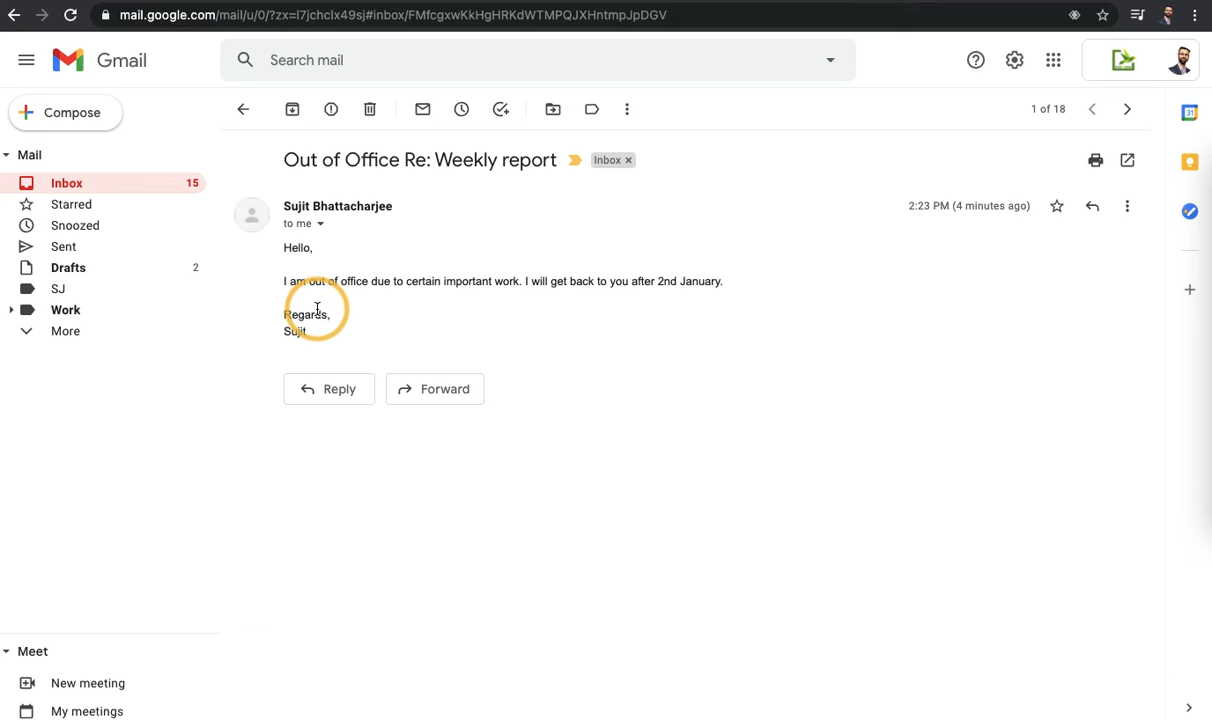 mail.google.com/mail/u/0/?zx=l7jchclx49sj#inbox/FMfcgxwKkHgHRKdWTMPQJXHntmpJpDGV
Gmail
Search mail
Compose
1 of 18
Mail
Inbox 15
Starred
Snoozed
Sent
Drafts 2
SJ
Work
More
Out of Office Re: Weekly report
Inbox ×
Sujit Bhattacharjee
2:23 PM (4 minutes ago)
to me
Hello,
I am out of office due to certain important work. I will get back to you after 2nd January.
Regards,
Sujit
Reply
Forward
Meet
New meeting
My meetings
31